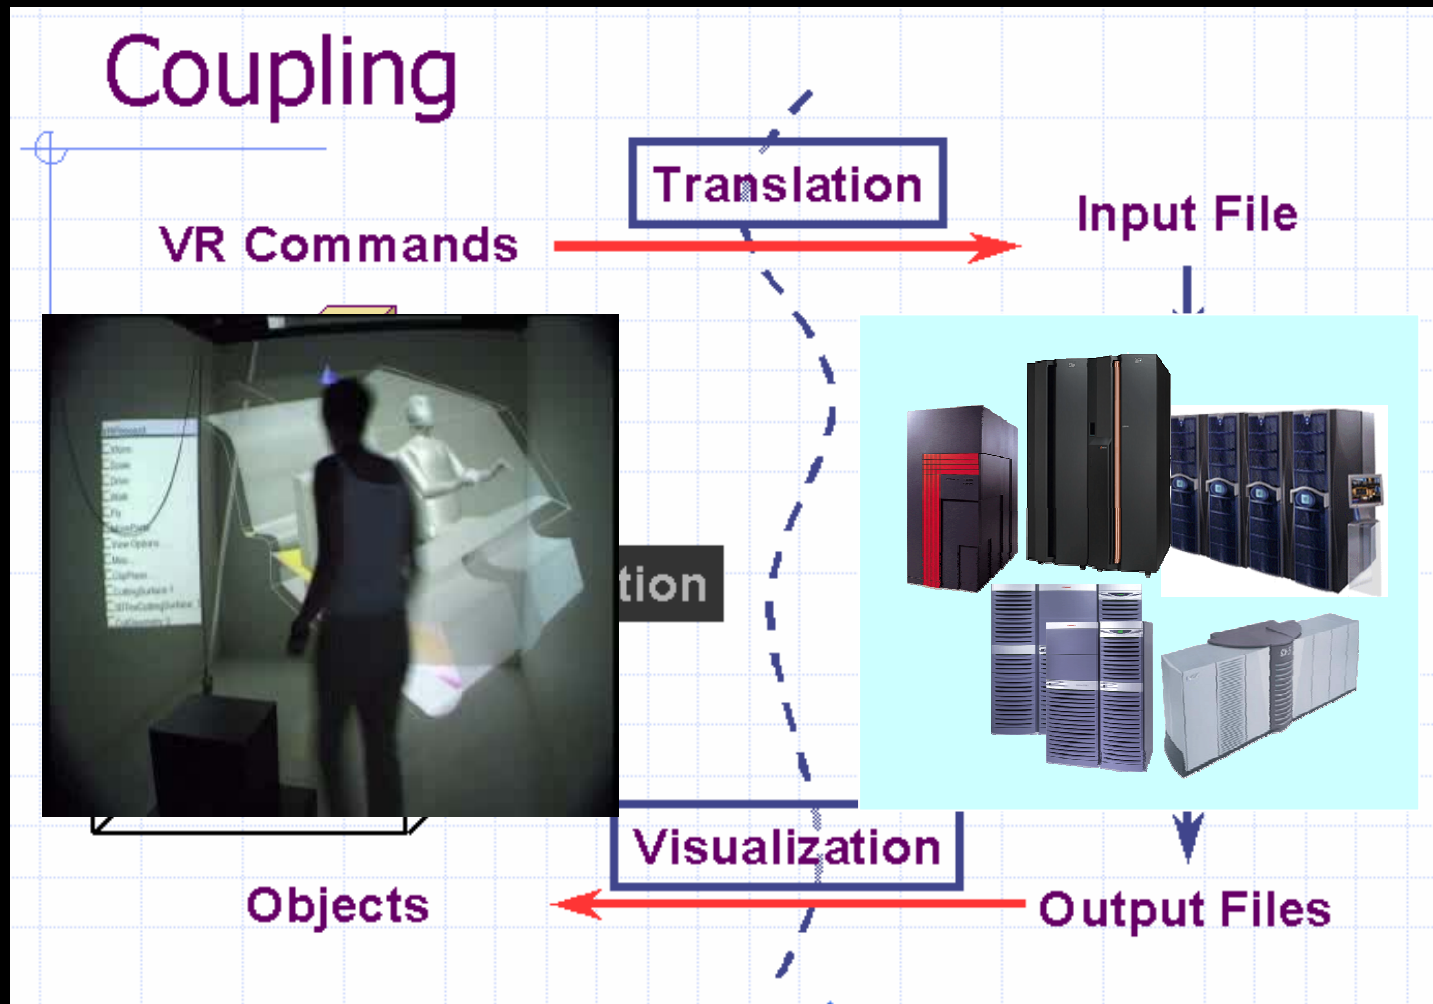 Coupling
Translation
Input File
VR Commands
tion
Visualization
Objects
Output Files